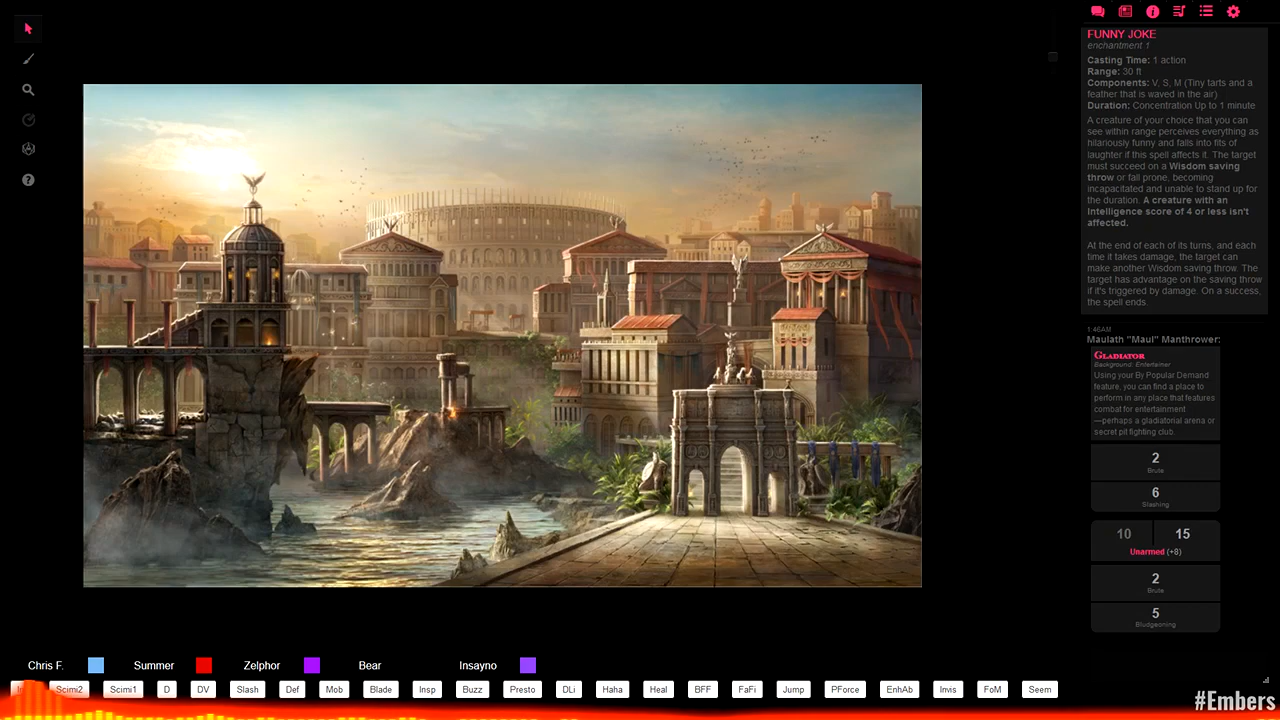 FUNNY JOKE
enchantment 1
Casting Time: 1 action
Range: 30 ft
Components: V, S, M (Tiny tarts and a
feather that is waved in the air)
Duration: Concentration Up to 1 minute
A creature of your choice that you can
see within range perceives everything as
hilariously funny and falls into fits of
laughter if this spell affects it. The target
must succeed on a Wisdom saving
throw or fall prone, becoming
incapacitated and unable to stand up for
the duration. A creature with an
Intelligence score of 4 or less isn't
affected.
At the end of each of its turns, and each
time it takes damage, the target can
make another Wisdom saving throw. The
target has advantage on the saving throw
if it's triggered by damage. On a success,
the spell ends.
1:46AM
Maulath "Maul" Manthrower:
GLADIATOR
Background: Entertainer
Using your By Popular Demand
feature, you can find a place to
perform in any place that features
combat for entertainment
—perhaps a gladiatorial arena or
secret pit fighting club.
2
Brute
6
Slashing
10 15
Unarmed (+8)
2
Brute
5
Bludgeoning
Chris F. Summer Zelphor Bear Insayno
Scimi2 Scimi1 D DV Slash Def Mob Blade Insp Buzz Presto DLi Haha Heal BFF FaFi Jump PForce EnhAb Invis FoM Seem
#Embers